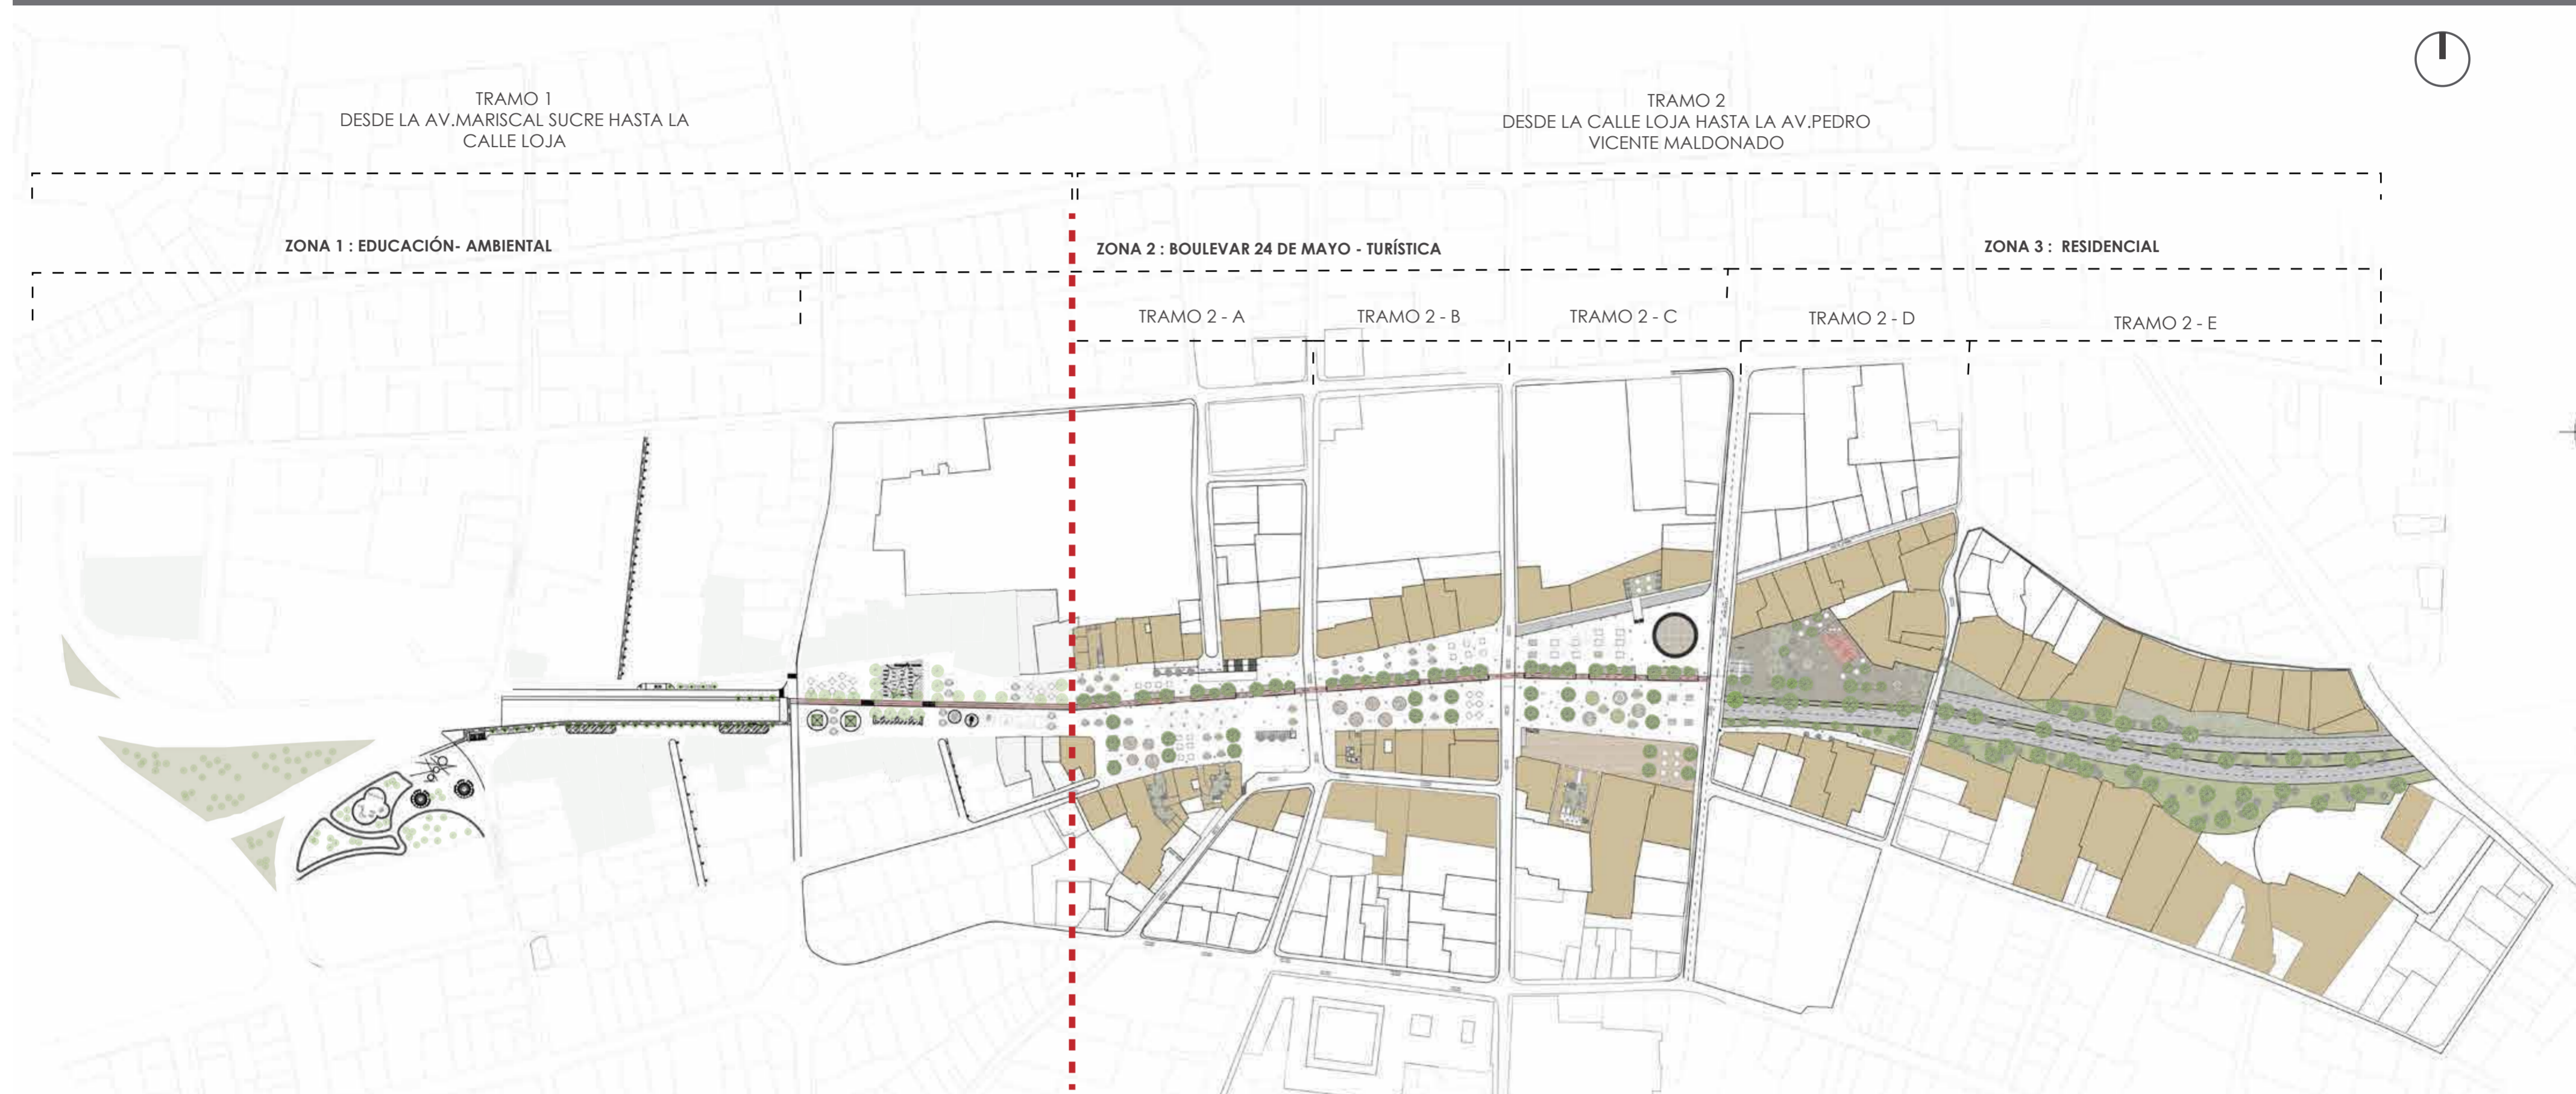 TRAMO 1
DESDE LA AV.MARISCAL SUCRE HASTA LA
CALLE LOJA
TRAMO 2
DESDE LA CALLE LOJA HASTA LA AV.PEDRO
VICENTE MALDONADO
ZONA 1 : EDUCACIÓN- AMBIENTAL
ZONA 2 : BOULEVAR 24 DE MAYO - TURÍSTICA
ZONA 3 :  RESIDENCIAL
TRAMO 2 - A
TRAMO 2 - B
TRAMO 2 - C
TRAMO 2 - D
TRAMO 2 - E